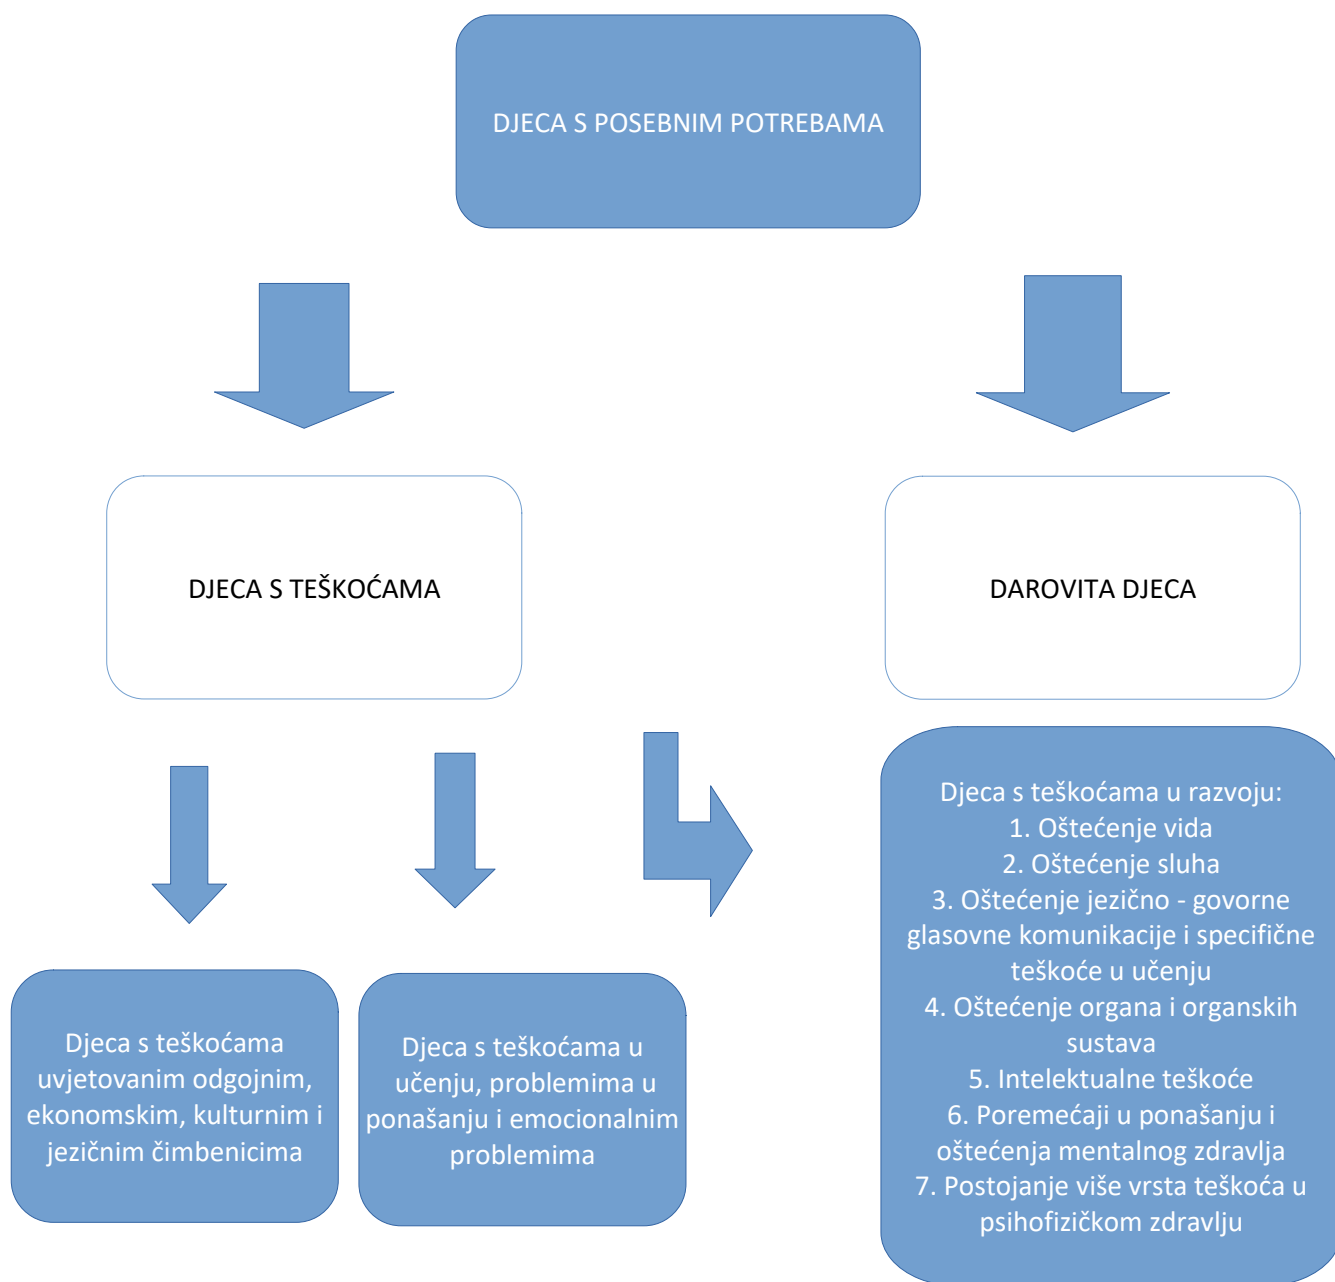 DJECA S POSEBNIM POTREBAMA
DJECA S TEŠKOĆAMA
DAROVITA DJECA
Djeca s teškoćama
uvjetovanim odgojnim,
ekonomskim, kulturnim i
jezičnim čimbenicima
Djeca s teškoćama u
učenju, problemima u
ponašanju i emocionalnim
problemima
Djeca s teškoćama u razvoju:
1. Oštećenje vida
2. Oštećenje sluha
3. Oštećenje jezično - govorne
glasovne komunikacije i specifične
teškoće u učenju
4. Oštećenje organa i organskih
sustava
5. Intelektualne teškoće
6. Poremećaji u ponašanju i
oštećenja mentalnog zdravlja
7. Postojanje više vrsta teškoća u
psihofizičkom zdravlju